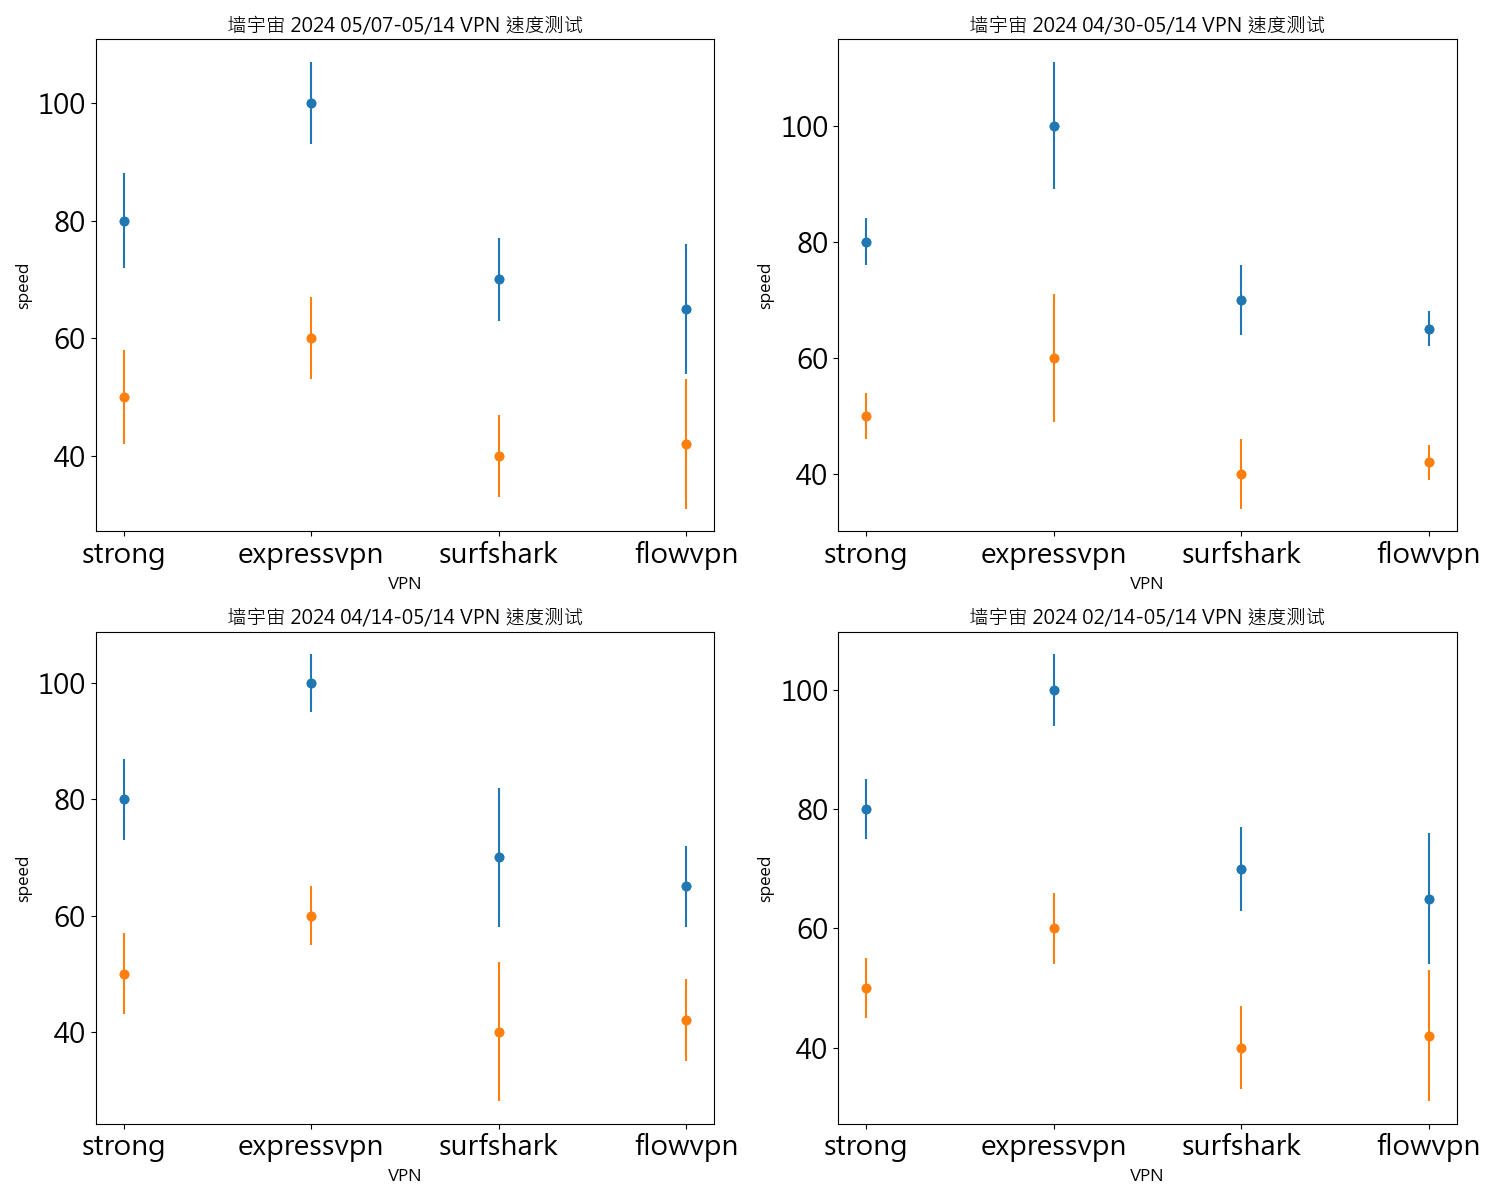 墙宇宙 2024 05/07-05/14 VPN 速度测试
100
80
60
40
speed
strong expressvpn surfshark flowvpn
VPN
墙宇宙 2024 04/30-05/14 VPN 速度测试
100
80
60
40
speed
strong expressvpn surfshark flowvpn
VPN
墙宇宙 2024 04/14-05/14 VPN 速度测试
100
80
60
40
speed
strong expressvpn surfshark flowvpn
VPN
墙宇宙 2024 02/14-05/14 VPN 速度测试
100
80
60
40
speed
strong expressvpn surfshark flowvpn
VPN